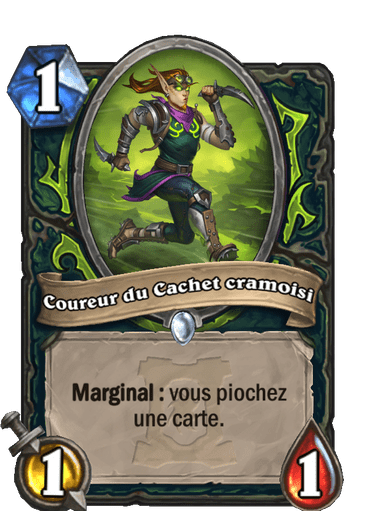 1
Coureur du Cachet cramoisi
Marginal : vous piochez
une carte.
1
1